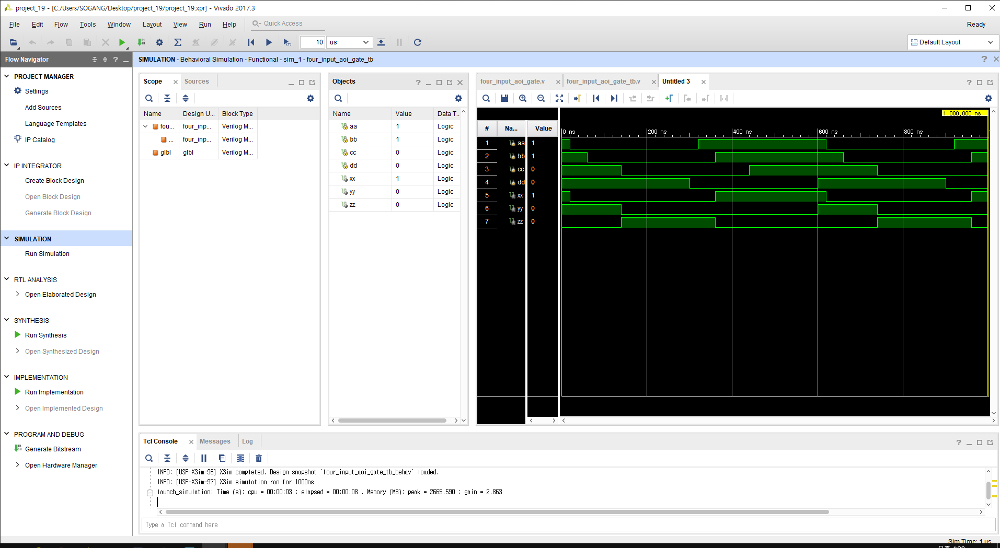 project_19 - [C:/Users/SOGANG/Desktop/project_19/project_19.xpr] - Vivado 2017.3
File Edit Flow Tools Window Layout View Run Help Quick Access Ready
10 us Default Layout
Flow Navigator
SIMULATION - Behavioral Simulation - Functional - sim_1 - four_input_aoi_gate_tb
PROJECT MANAGER
Settings
Add Sources
Language Templates
IP Catalog
IP INTEGRATOR
Create Block Design
Open Block Design
Generate Block Design
SIMULATION
Run Simulation
RTL ANALYSIS
Open Elaborated Design
SYNTHESIS
Run Synthesis
Open Synthesized Design
IMPLEMENTATION
Run Implementation
Open Implemented Design
PROGRAM AND DEBUG
Generate Bitstream
Open Hardware Manager
Scope Sources
Name Design U... Block Type
fou... four_inp... Verilog M...
... four_inp... Verilog M...
glbl glbl Verilog M...
Objects
Name Value Data T...
aa 1 Logic
bb 1 Logic
cc 0 Logic
dd 0 Logic
xx 1 Logic
yy 0 Logic
zz 0 Logic
four_input_aoi_gate.v four_input_aoi_gate_tb.v Untitled 3
1,000,000 ns
# Na... Value 0 ns 200 ns 400 ns 600 ns 800 ns
1 aa 1
2 bb 1
3 cc 0
4 dd 0
5 xx 1
6 yy 0
7 zz 0
Tcl Console Messages Log
INFO: [USF-XSim-96] XSim completed. Design snapshot 'four_input_aoi_gate_tb_behav' loaded.
INFO: [USF-XSim-97] XSim simulation ran for 1000ns
launch_simulation: Time (s): cpu = 00:00:03 ; elapsed = 00:00:08 . Memory (MB): peak = 2665.590 ; gain = 2.863
Type a Tcl command here
Sim Time: 1 us